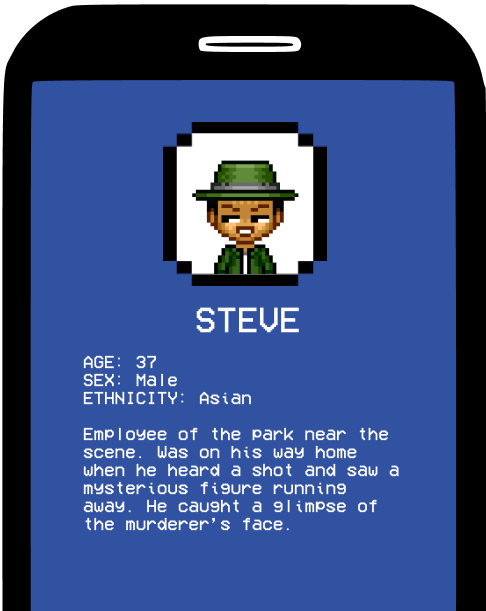 STEVE
AGE: 37
SEX: Male
ETHNICITY: Asian
Employee of the park near the
scene. Was on his way home
when he heard a shot and saw a
mysterious figure running
away. He caught a glimpse of
the murderer's face.